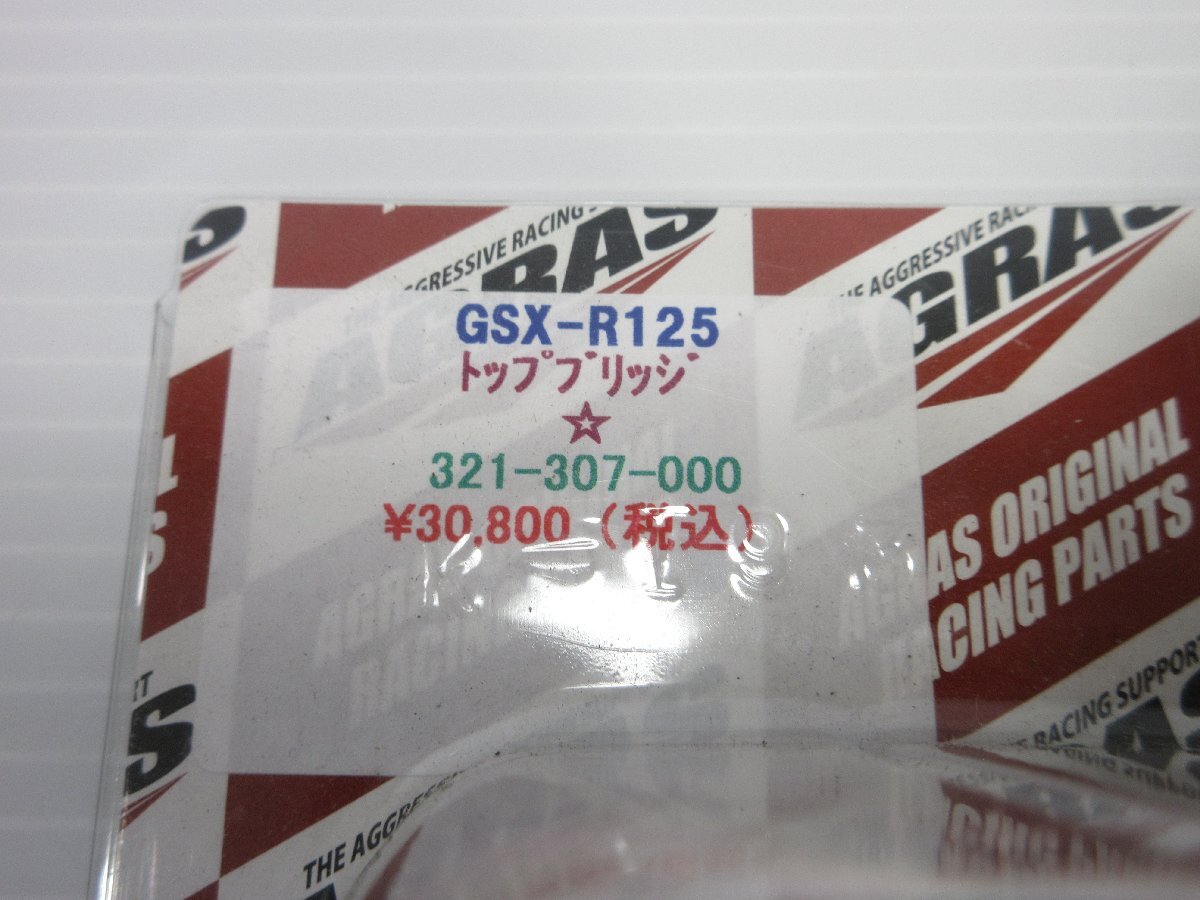 THE AGGRESSIVE RACING
AGRAS
GSX-R125
ﾄｯﾌﾟﾌﾞﾘｯｼﾞ
☆
321-307-000
¥30,800（税込）
AS ORIGINAL
RACING PARTS
RACING SUPPORT
THE AGGRESSIVE